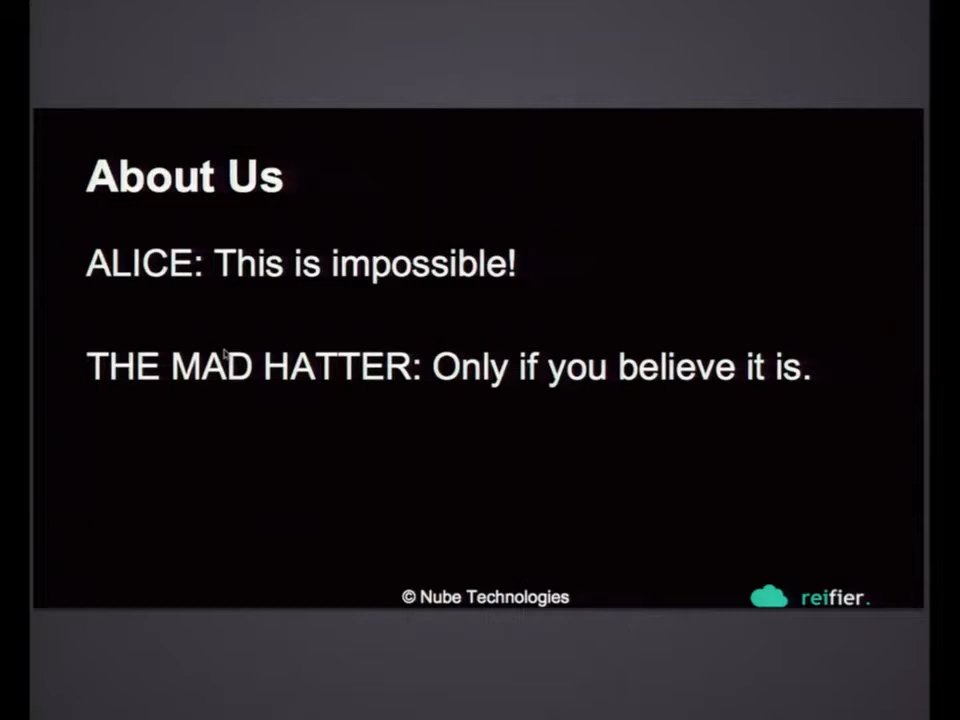 About Us
ALICE: This is impossible!
THE MAD HATTER: Only if you believe it is.
© Nube Technologies
reifier.